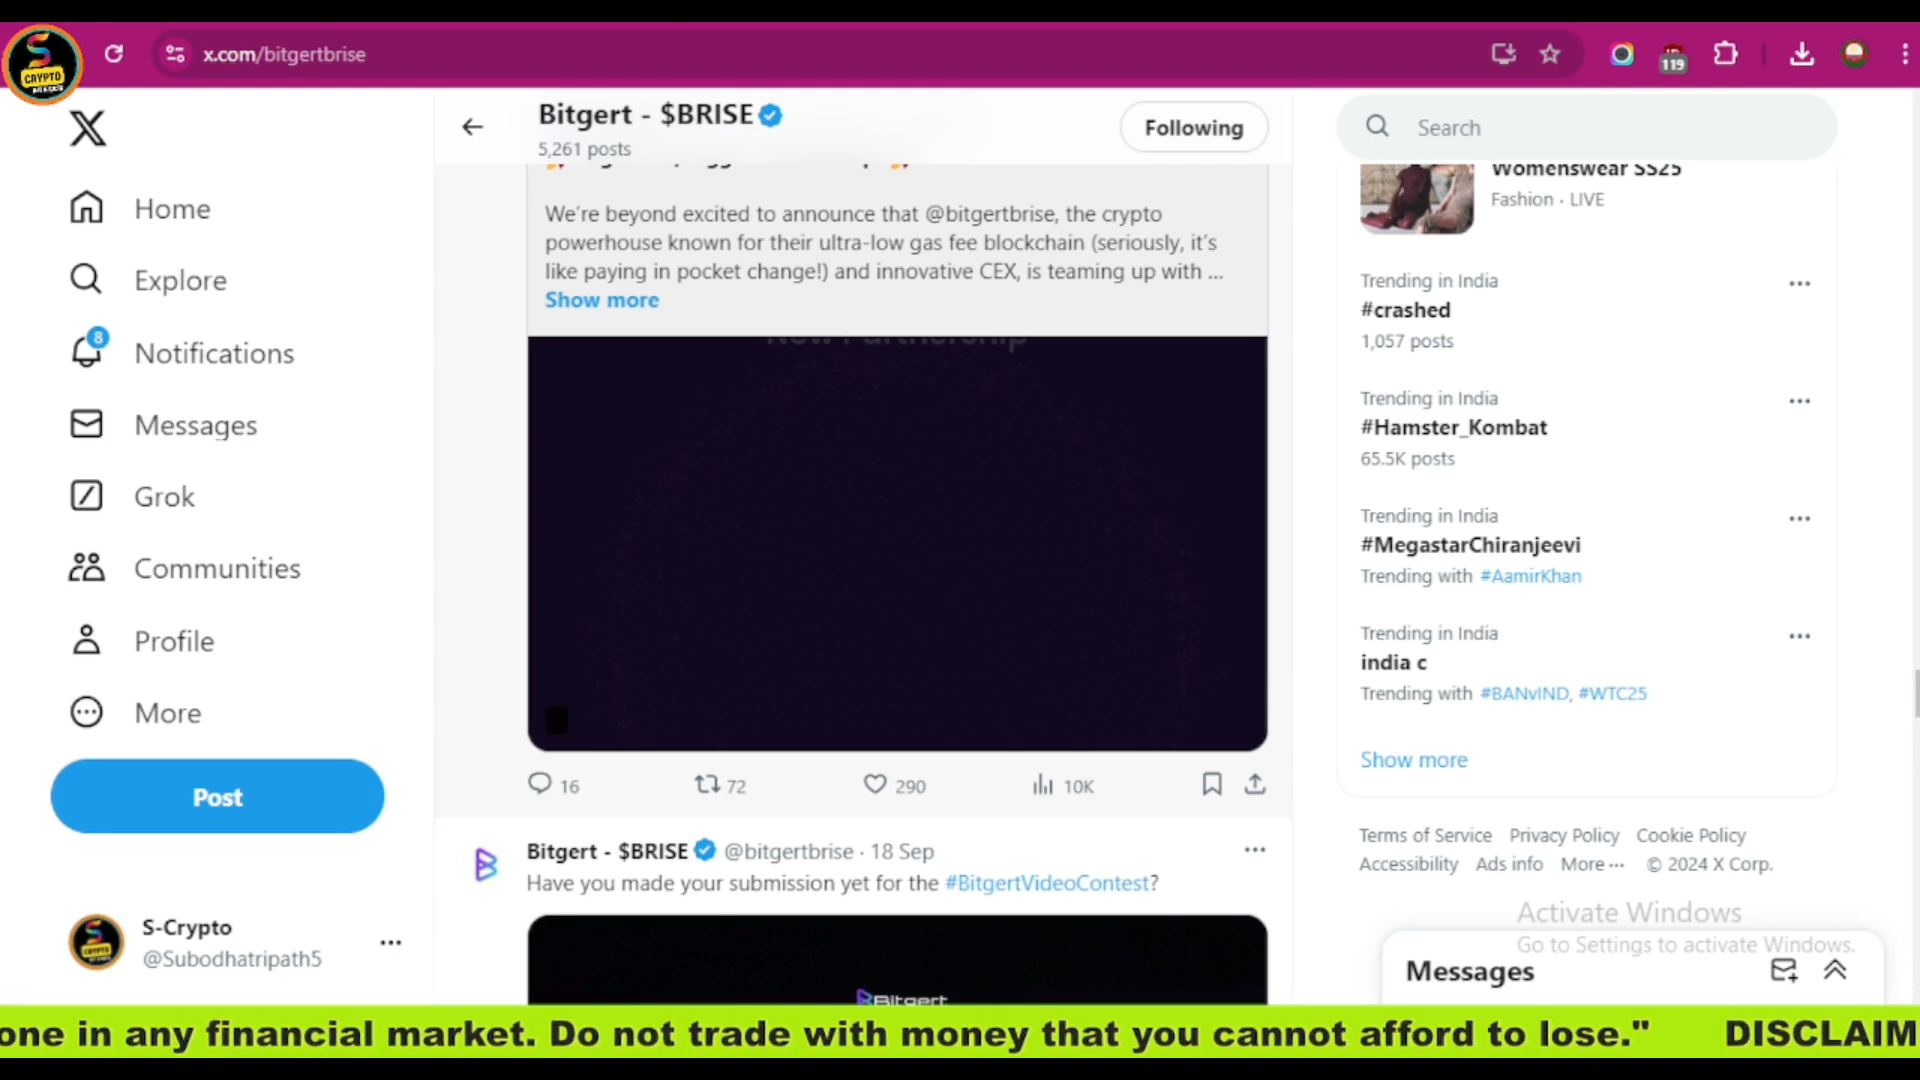 S
CRYPTO
x.com/bitgertbrise
119
Bitgert - $BRISE
5,261 posts
Following
Search
Home
Explore
8
Notifications
Messages
Grok
Communities
Profile
More
Post
S-Crypto
@Subodhatripath5
We're beyond excited to announce that @bitgertbrise, the crypto
powerhouse known for their ultra-low gas fee blockchain (seriously, it's
like paying in pocket change!) and innovative CEX, is teaming up with ...
Show more
New Partnership
16
72
290
10K
Bitgert - $BRISE @bitgertbrise · 18 Sep
Have you made your submission yet for the #BitgertVideoContest?
Bitgert
Womenswear SS25
Fashion · LIVE
Trending in India
#crashed
1,057 posts
Trending in India
#Hamster_Kombat
65.5K posts
Trending in India
#MegastarChiranjeevi
Trending with #AamirKhan
Trending in India
india c
Trending with #BANvIND, #WTC25
Show more
Terms of Service Privacy Policy Cookie Policy
Accessibility Ads info More ··· © 2024 X Corp.
Activate Windows
Go to Settings to activate Windows.
Messages
one in any financial market. Do not trade with money that you cannot afford to lose." DISCLAIM